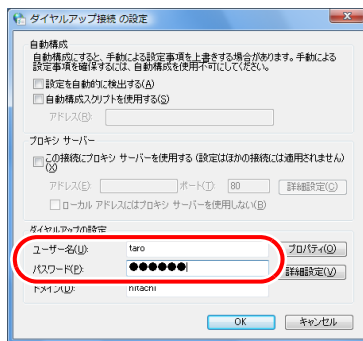 ダイヤルアップ接続 の設定
自動構成
自動構成にすると、手動による設定事項を上書きする場合があります。手動による
設定事項を確保するには、自動構成を使用不可にしてください。
設定を自動的に検出する(A)
自動構成スクリプトを使用する(S)
アドレス(R):
プロキシ サーバー
この接続にプロキシ サーバーを使用する (設定はほかの接続には適用されません)
(X)
アドレス(E): ポート(T): 80 詳細設定(C)
ローカル アドレスにはプロキシ サーバーを使用しない(B)
ダイヤルアップの設定
ユーザー名(U): taro プロパティ(O)
パスワード(P): ●●●●●● 詳細設定(V)
ドメイン(D): hitachi
OK キャンセル